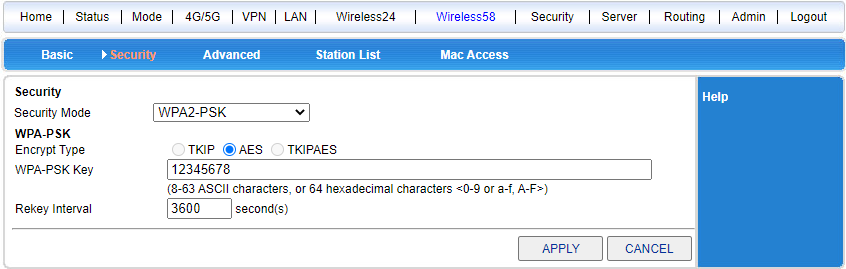 Home Status Mode 4G/5G VPN LAN Wireless24 Wireless58 Security Server Routing Admin Logout
Basic Security Advanced Station List Mac Access
Security
Help
Security Mode WPA2-PSK
WPA-PSK
Encrypt Type TKIP AES TKIPAES
WPA-PSK Key 12345678
(8-63 ASCII characters, or 64 hexadecimal characters <0-9 or a-f, A-F>)
Rekey Interval 3600 second(s)
APPLY CANCEL